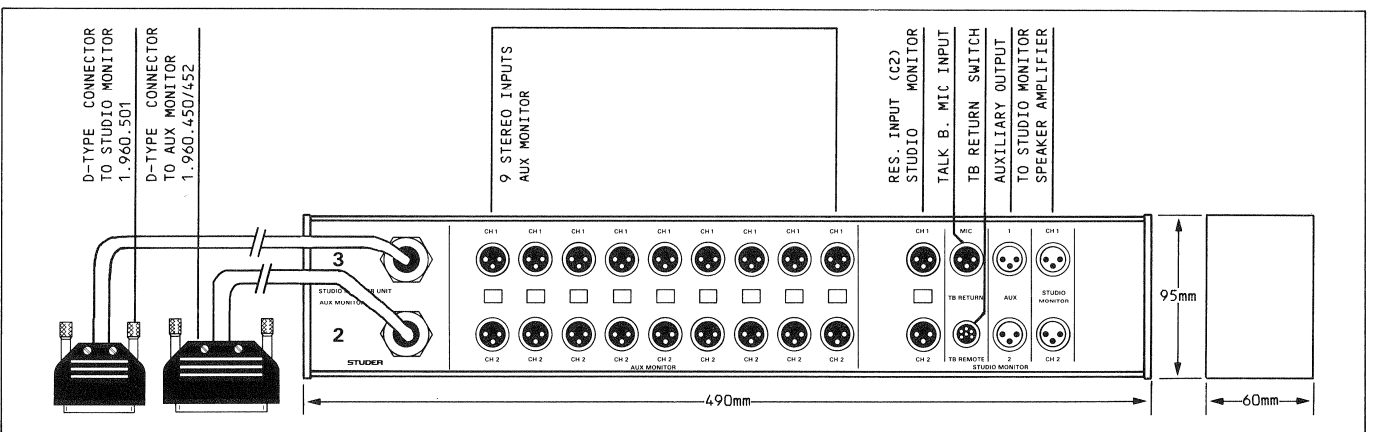 D-TYPE CONNECTOR
TO STUDIO MONITOR
1.960.501
D-TYPE CONNECTOR
TO AUX MONITOR
1.960.450/452
9 STEREO INPUTS
AUX MONITOR
RES. INPUT (C2)
STUDIO MONITOR
TALK B. MIC INPUT
TB RETURN SWITCH
AUXILIARY OUTPUT
TO STUDIO MONITOR
SPEAKER AMPLIFIER
CH 1 CH 1 CH 1 CH 1 CH 1 CH 1 CH 1 CH 1 CH 1 CH 1 MIC 1 CH 1
3
STUDIO UNIT
AUX MONITOR
TB RETURN AUX STUDIO
MONITOR
2
STUDER
CH 2 CH 2 CH 2 CH 2 CH 2 CH 2 CH 2 CH 2 CH 2 CH 2 TB REMOTE 2 CH 2
AUX MONITOR STUDIO MONITOR
95mm
490mm
60mm